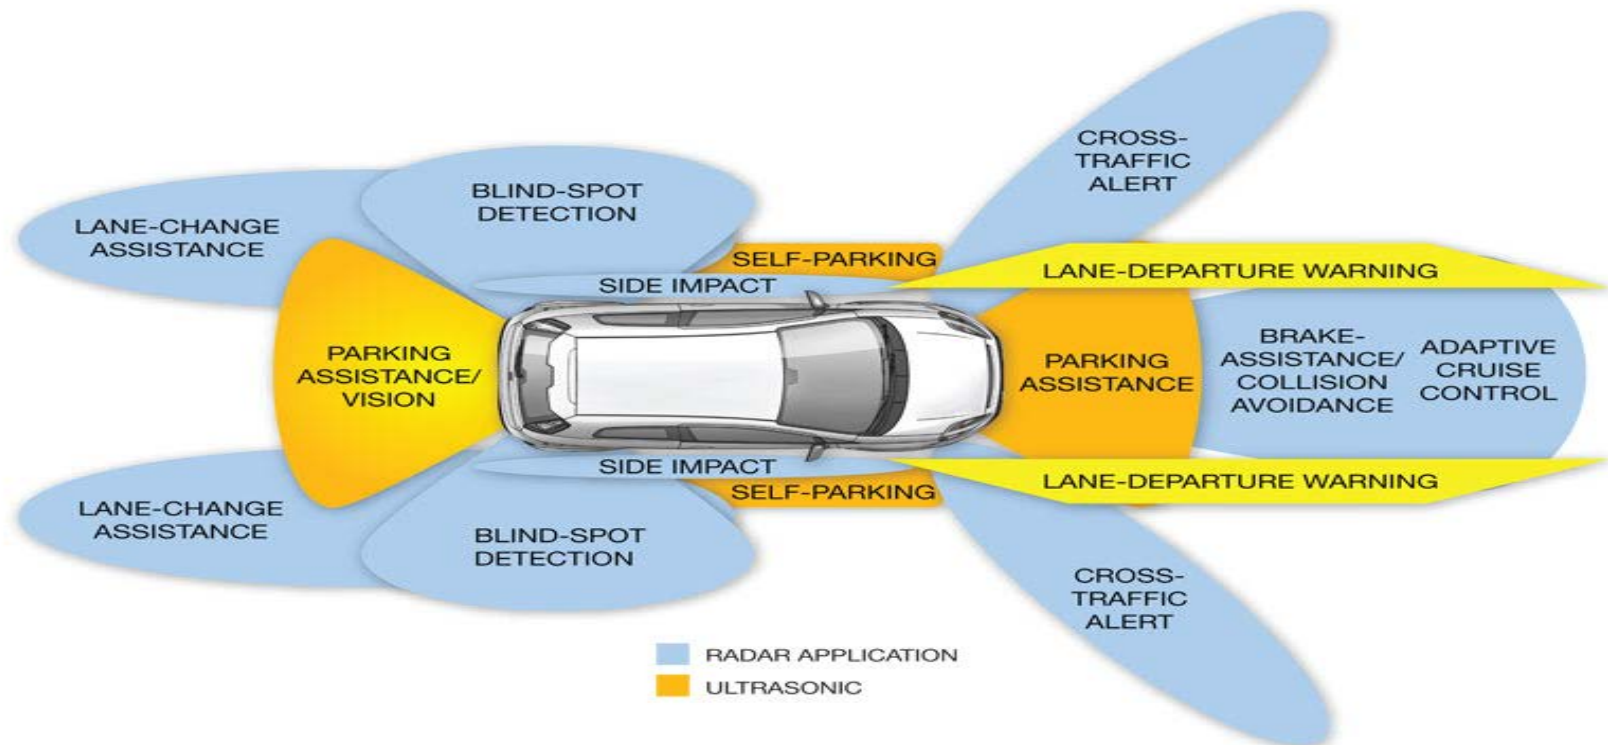 CROSS-
TRAFFIC
ALERT
BLIND-SPOT
DETECTION
LANE-CHANGE
ASSISTANCE
SELF-PARKING
SIDE IMPACT
LANE-DEPARTURE WARNING
PARKING
ASSISTANCE/
VISION
PARKING
ASSISTANCE
BRAKE-
ASSISTANCE/
COLLISION
AVOIDANCE
ADAPTIVE
CRUISE
CONTROL
SIDE IMPACT
SELF-PARKING
LANE-DEPARTURE WARNING
LANE-CHANGE
ASSISTANCE
BLIND-SPOT
DETECTION
CROSS-
TRAFFIC
ALERT
RADAR APPLICATION
ULTRASONIC